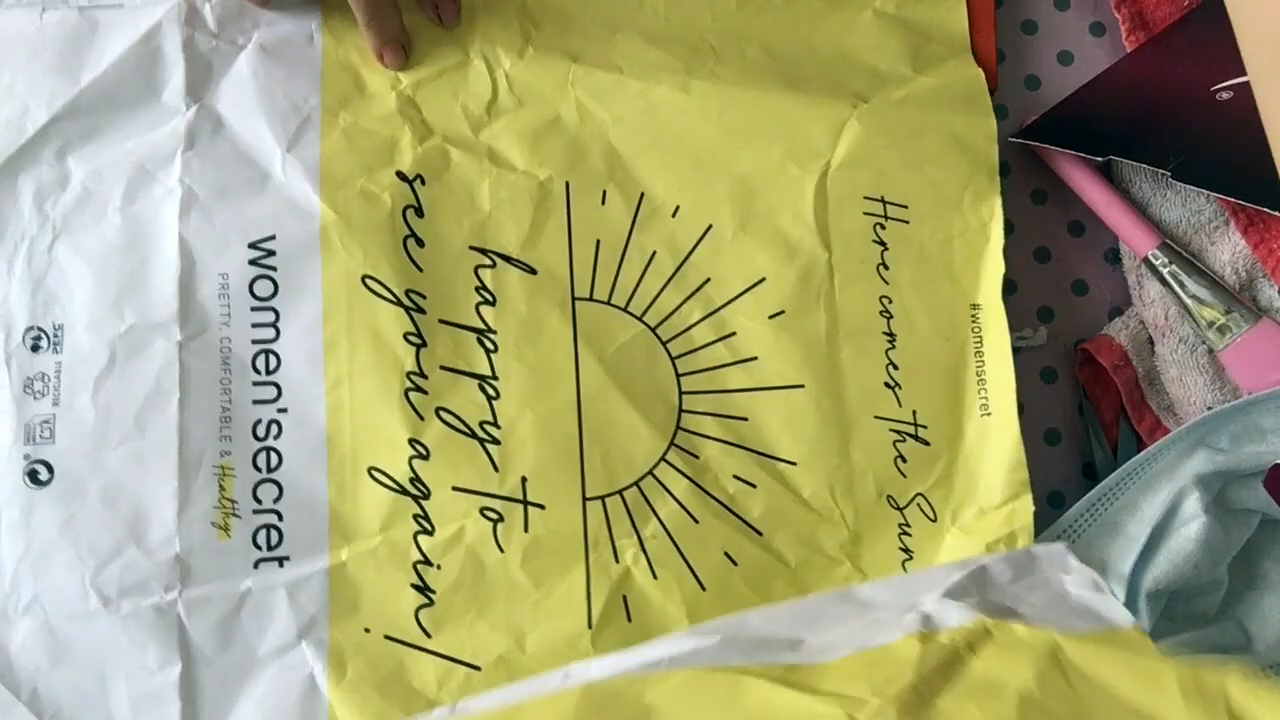 #womensecret
Here comes the Sun
happy to
see you again!
women'secret
PRETTY, COMFORTABLE & Healthy